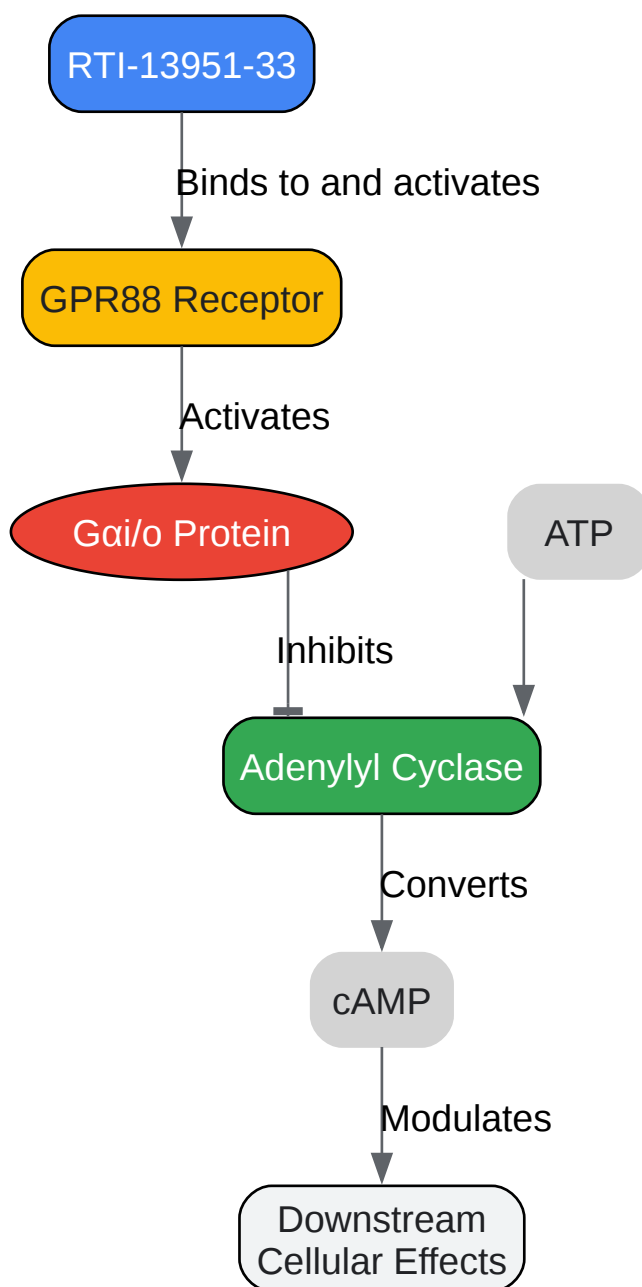 RTI-13951-33
Binds to and activates
GPR88 Receptor
Activates
Gαi/o Protein
ATP
Inhibits
Adenylyl Cyclase
Converts
cAMP
Modulates
Downstream
Cellular Effects